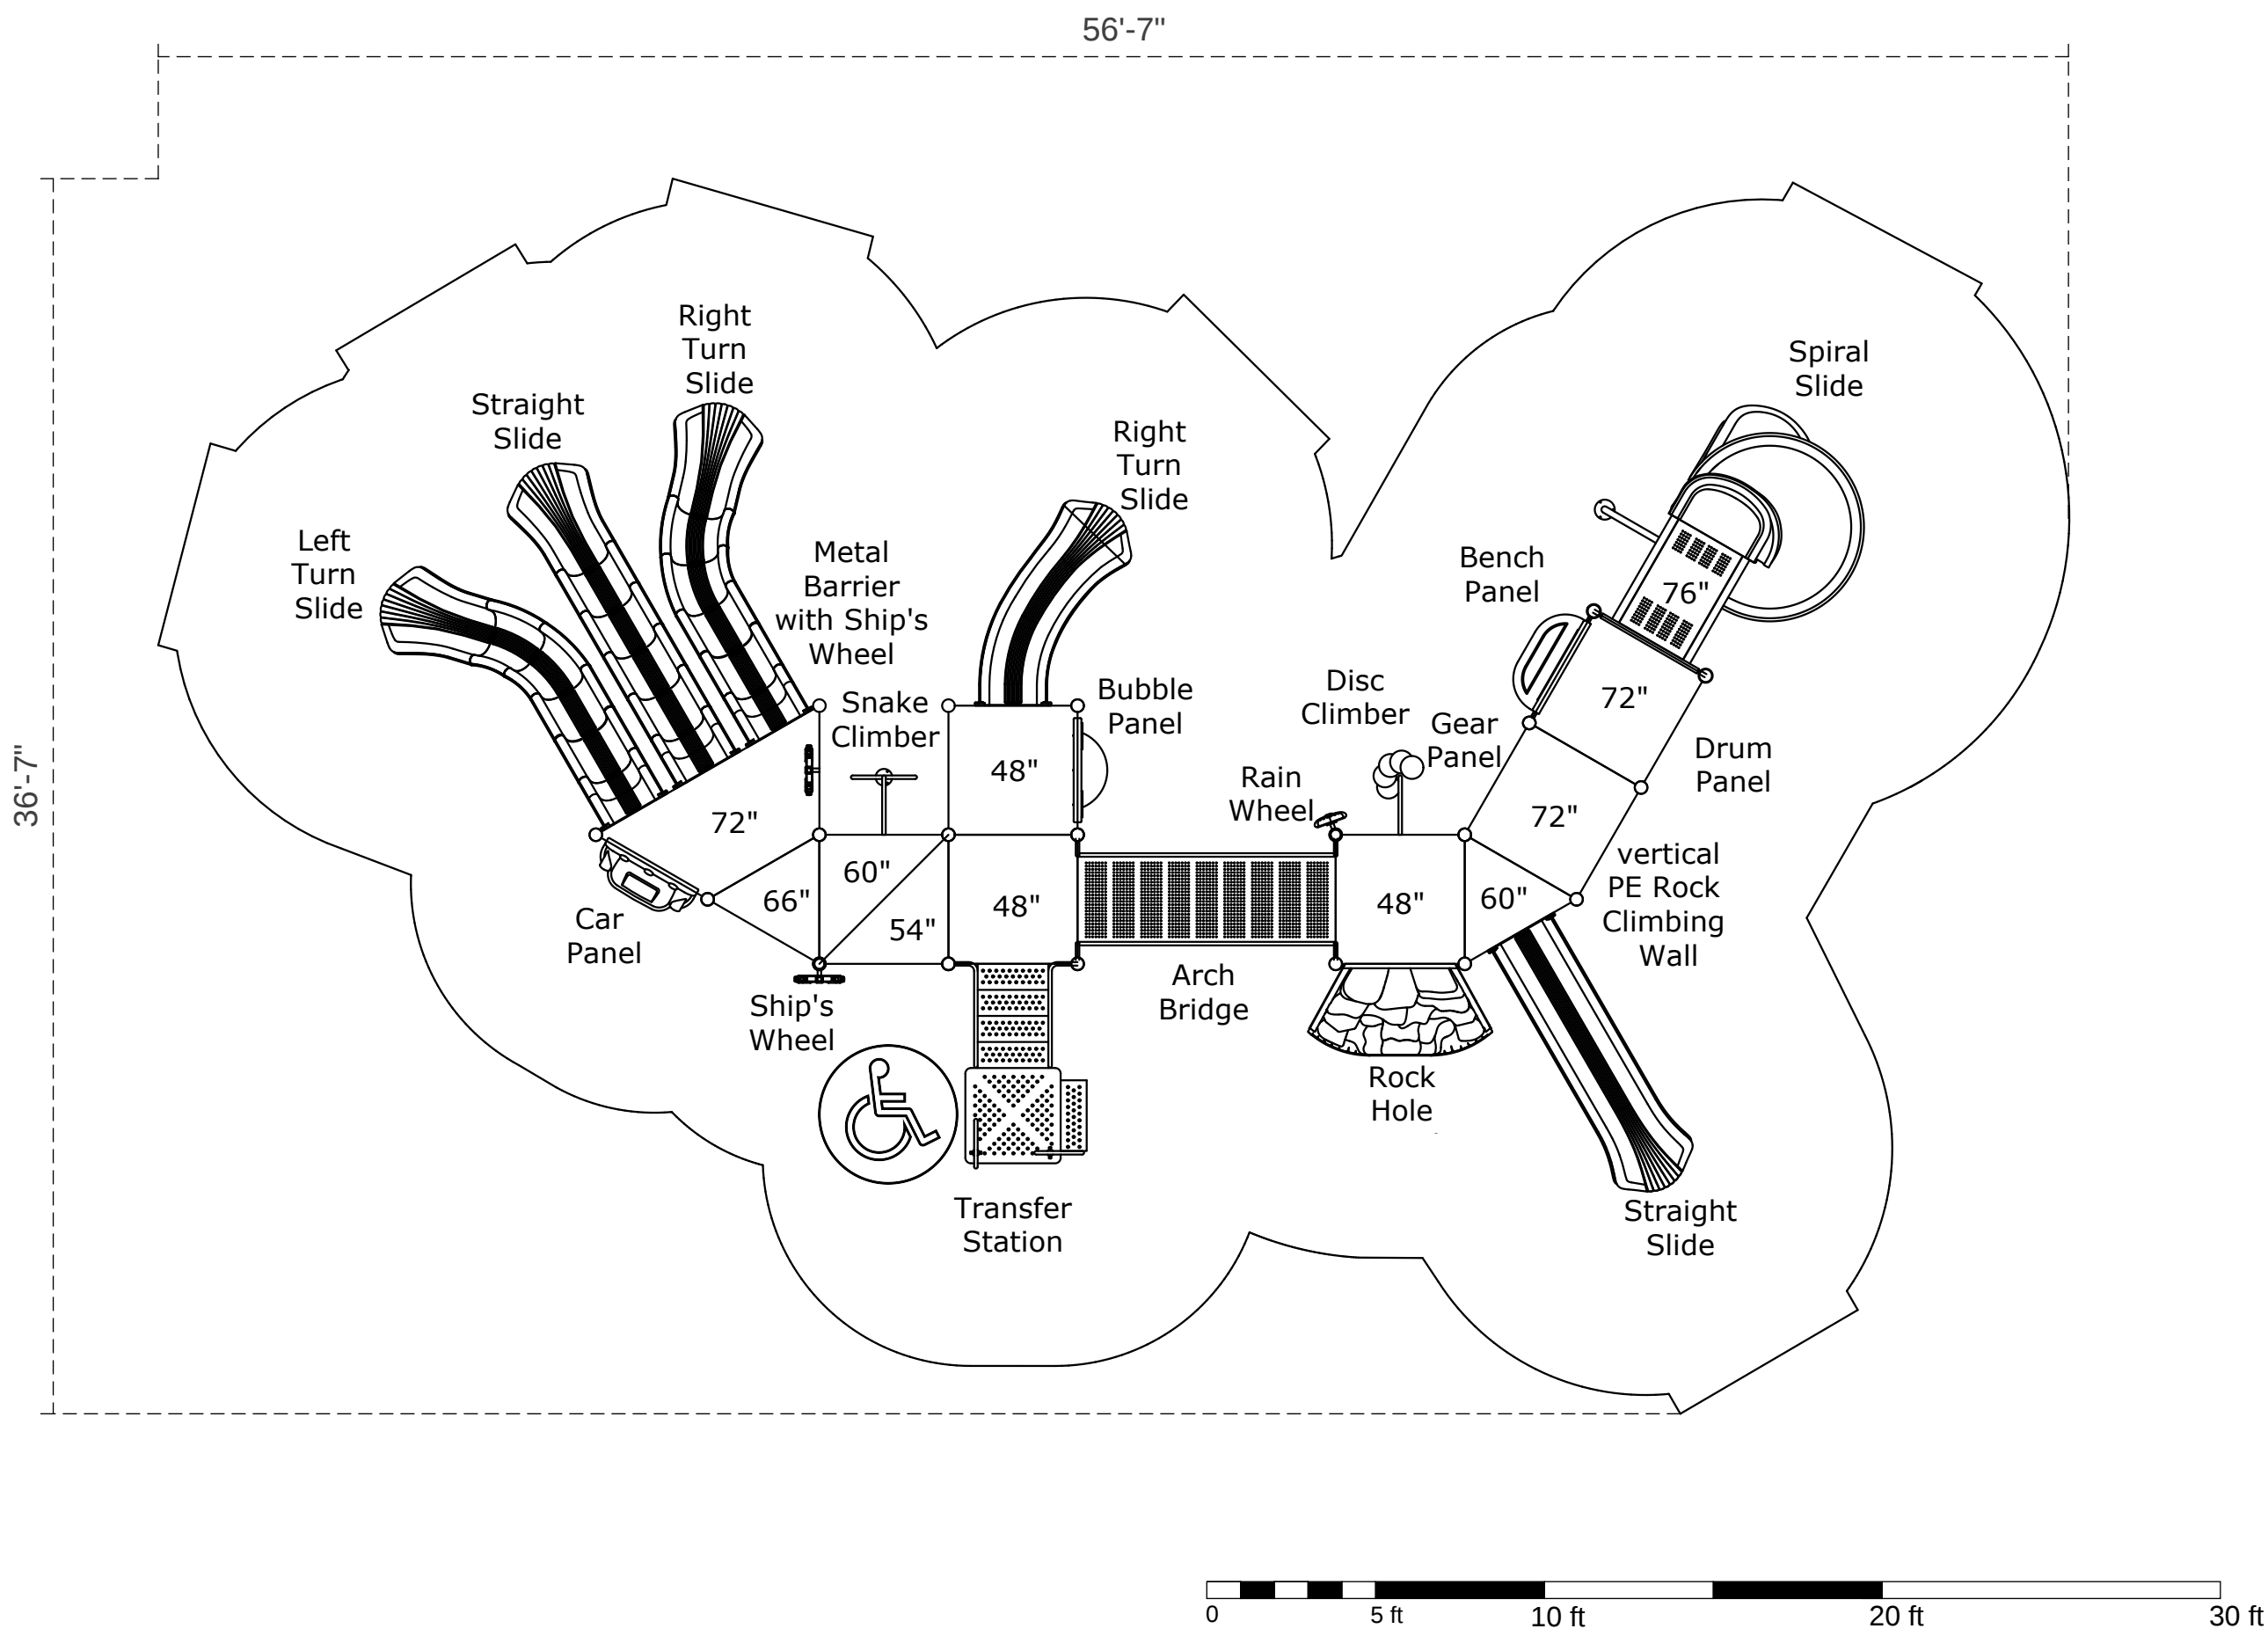 56'-7"
36'-7"
Right
Turn
Slide
Straight
Slide
Left
Turn
Slide
Metal
Barrier
with Ship's
Wheel
Snake
Climber
Right
Turn
Slide
Bubble
Panel
Spiral
Slide
Bench
Panel
Disc
Climber
Gear
Panel
Rain
Wheel
Drum
Panel
vertical
PE Rock
Climbing
Wall
76"
72"
72"
60"
48"
48"
48"
72"
60"
66"
54"
Car
Panel
Ship's
Wheel
Arch
Bridge
Rock
Hole
Transfer
Station
Straight
Slide
0 5 ft 10 ft 20 ft 30 ft